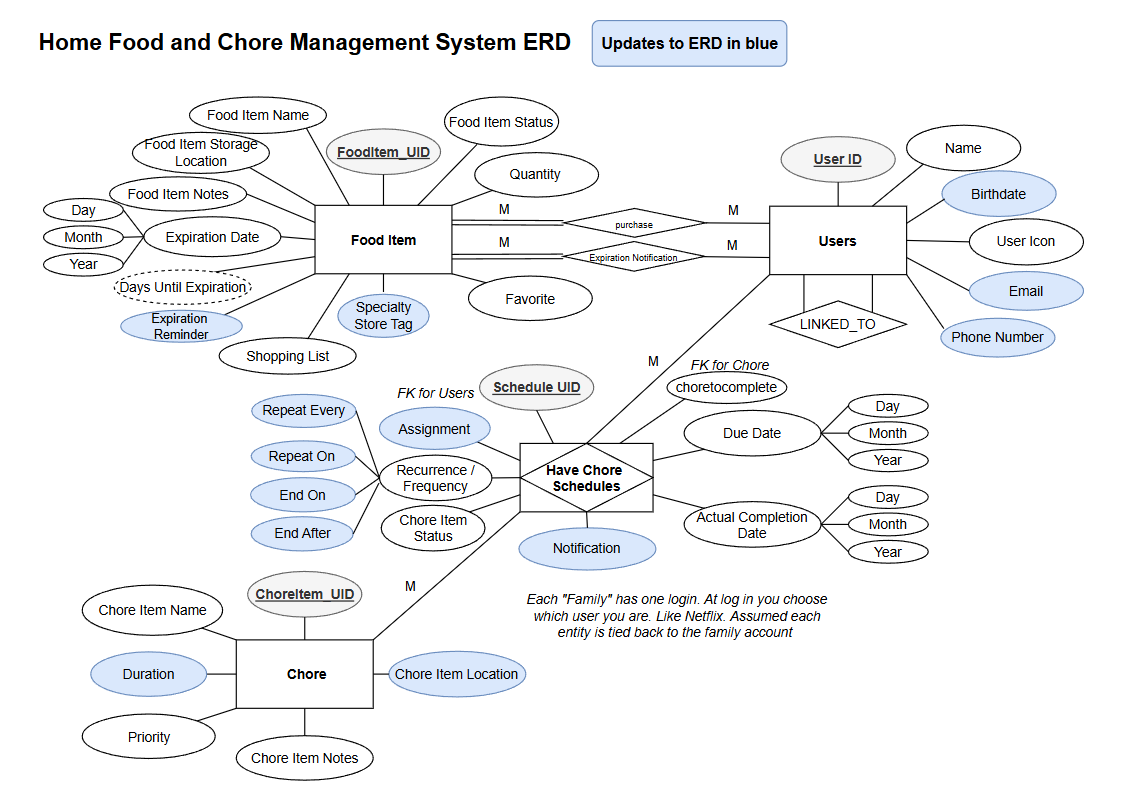 Home Food and Chore Management System ERD
Updates to ERD in blue
Food Item Name
Food Item Status
Food Item Storage
Location
FoodItem_UID
User ID
Name
Quantity
Food Item Notes
Birthdate
Day
Month
Year
Expiration Date
Food Item
M
purchase
M
Users
User Icon
M
Expiration Notification
M
Days Until Expiration
Favorite
Email
Expiration
Reminder
Specialty
Store Tag
LINKED_TO
Phone Number
Shopping List
M
FK for Chore
choretocomplete
FK for Users
Schedule UID
Repeat Every
Assignment
Due Date
Day
Month
Year
Repeat On
Recurrence /
Frequency
Have Chore
Schedules
End On
Chore Item
Status
Actual Completion
Date
Day
Month
Year
End After
Notification
M
ChoreItem_UID
Chore Item Name
Each "Family" has one login. At log in you choose
which user you are. Like Netflix. Assumed each
entity is tied back to the family account
Duration
Chore
Chore Item Location
Priority
Chore Item Notes